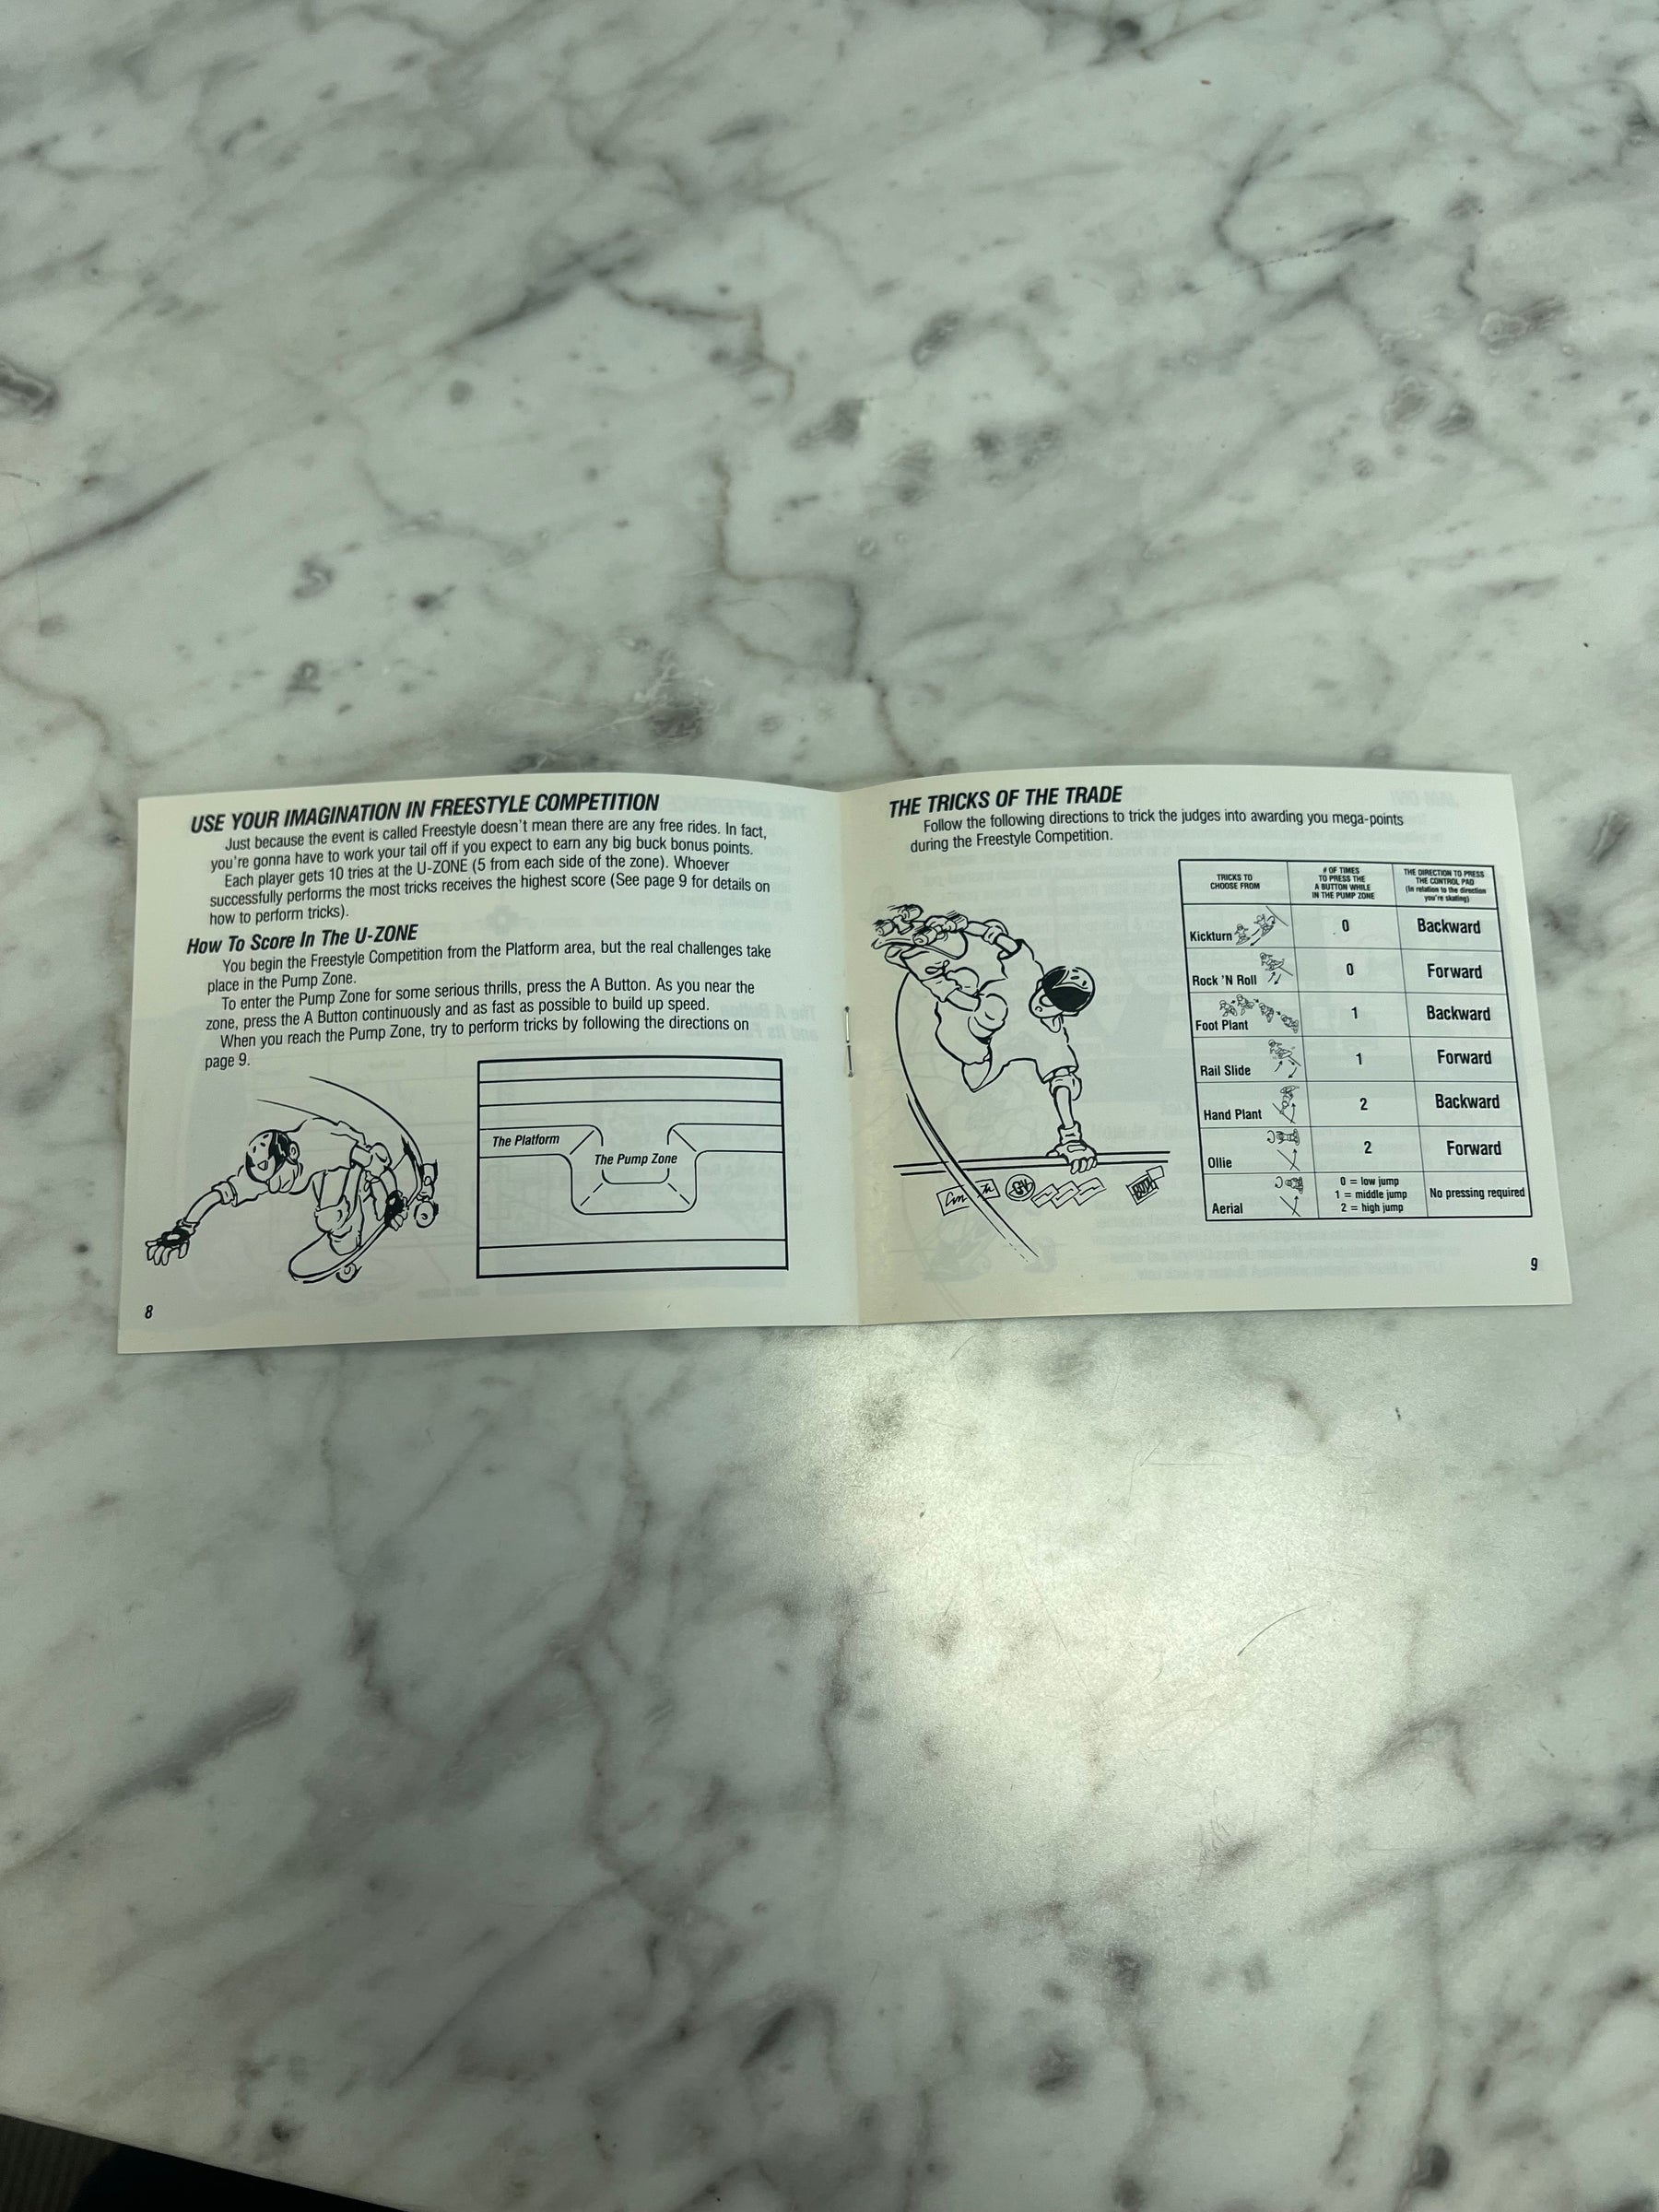 USE YOUR IMAGINATION IN FREESTYLE COMPETITION
Just because the event is called Freestyle doesn't mean there are any free rides. In fact,
you're gonna have to work your tail off if you expect to earn any big buck bonus points.
Each player gets 10 tries at the U-ZONE (5 from each side of the zone). Whoever
successfully performs the most tricks receives the highest score (See page 9 for details on
how to perform tricks).
How To Score In The U-ZONE
You begin the Freestyle Competition from the Platform area, but the real challenges take
place in the Pump Zone.
To enter the Pump Zone for some serious thrills, press the A Button. As you near the
zone, press the A Button continuously and as fast as possible to build up speed.
When you reach the Pump Zone, try to perform tricks by following the directions on
page 9.
The Platform
The Pump Zone
8
THE TRICKS OF THE TRADE
Follow the following directions to trick the judges into awarding you mega-points
during the Freestyle Competition.
TRICKS TO
CHOOSE FROM
# OF TIMES
TO PRESS THE
A BUTTON WHILE
IN THE PUMP ZONE
THE DIRECTION TO PRESS
THE CONTROL PAD
(In relation to the direction
you're skating)
Kickturn 0 Backward
Rock 'N Roll 0 Forward
Foot Plant 1 Backward
Rail Slide 1 Forward
Hand Plant 2 Backward
Ollie 2 Forward
Aerial
0 = low jump
1 = middle jump
2 = high jump
No pressing required
9